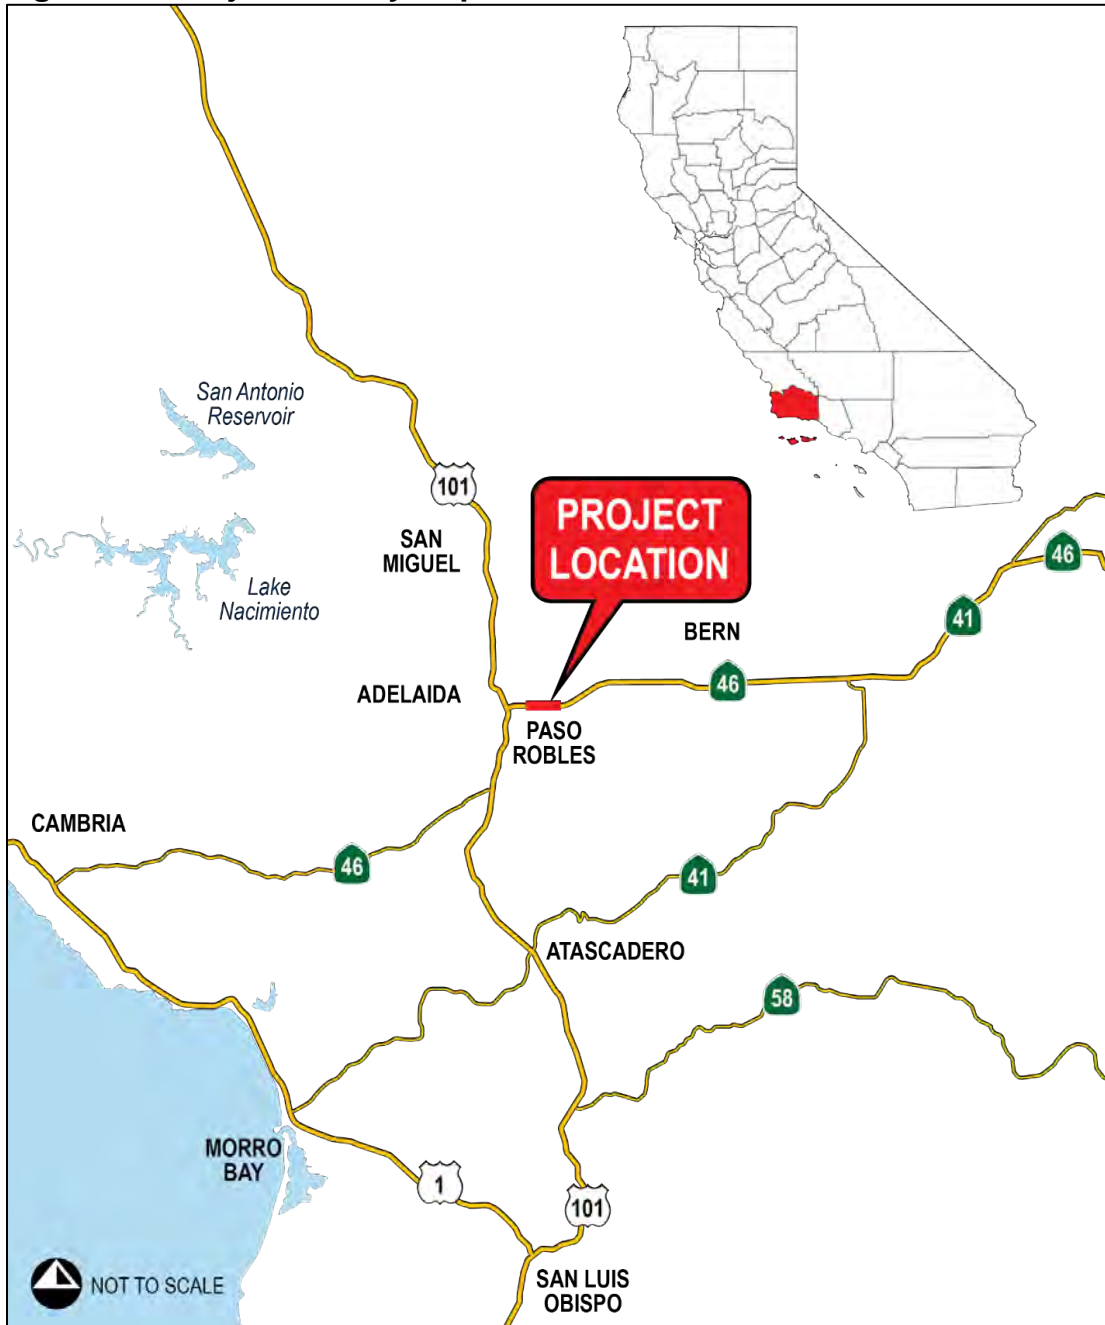 San Antonio
Reservoir
101
SAN
MIGUEL
PROJECT
LOCATION
46
Lake
Nacimiento
41
BERN
46
ADELAIDA
PASO
ROBLES
CAMBRIA
46
41
ATASCADERO
58
MORRO
BAY
1
101
NOT TO SCALE
SAN LUIS
OBISPO